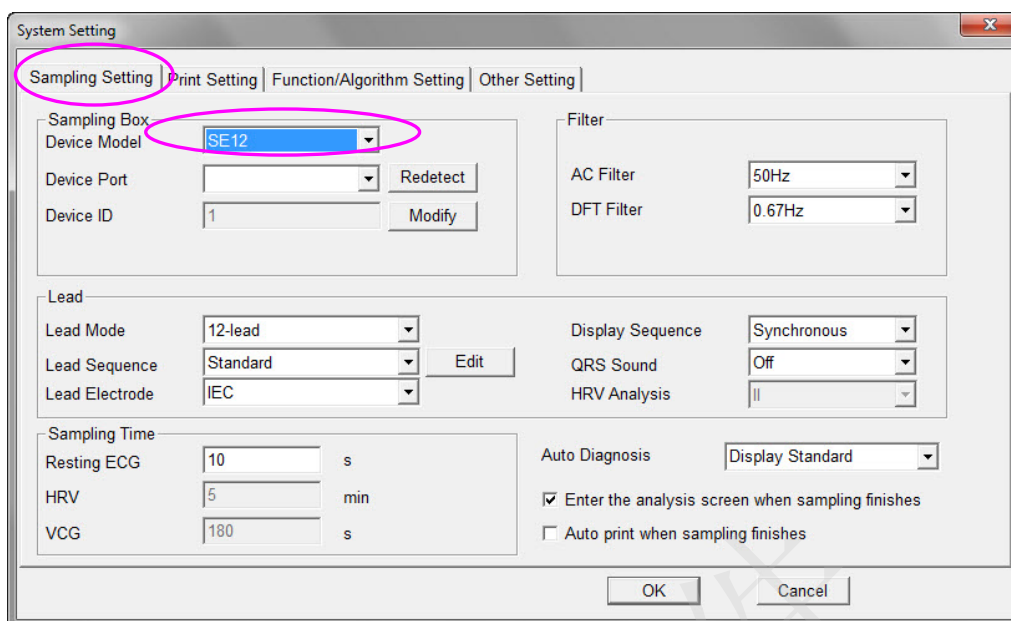 System Setting
Sampling Setting Print Setting Function/Algorithm Setting Other Setting
Sampling Box
Device Model SE12
Device Port Redetect
Device ID 1 Modify
Filter
AC Filter 50Hz
DFT Filter 0.67Hz
Lead
Lead Mode 12-lead
Lead Sequence Standard Edit
Lead Electrode IEC
Display Sequence Synchronous
QRS Sound Off
HRV Analysis II
Sampling Time
Resting ECG 10 s
HRV 5 min
VCG 180 s
Auto Diagnosis Display Standard
Enter the analysis screen when sampling finishes
Auto print when sampling finishes
OK Cancel